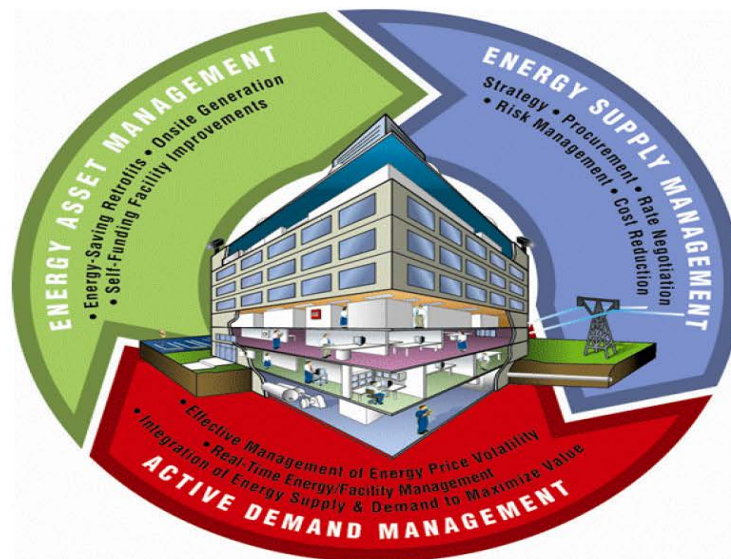 ENERGY ASSET MANAGEMENT
• Energy-Saving Retrofits • Onsite Generation
• Self-Funding Facility Improvements
ENERGY SUPPLY MANAGEMENT
Strategy • Procurement • Rate Negotiation
• Risk Management • Cost Reduction
• Effective Management of Energy Price Volatility
• Real-Time Energy/Facility Management
• Integration of Energy Supply & Demand to Maximize Value
ACTIVE DEMAND MANAGEMENT